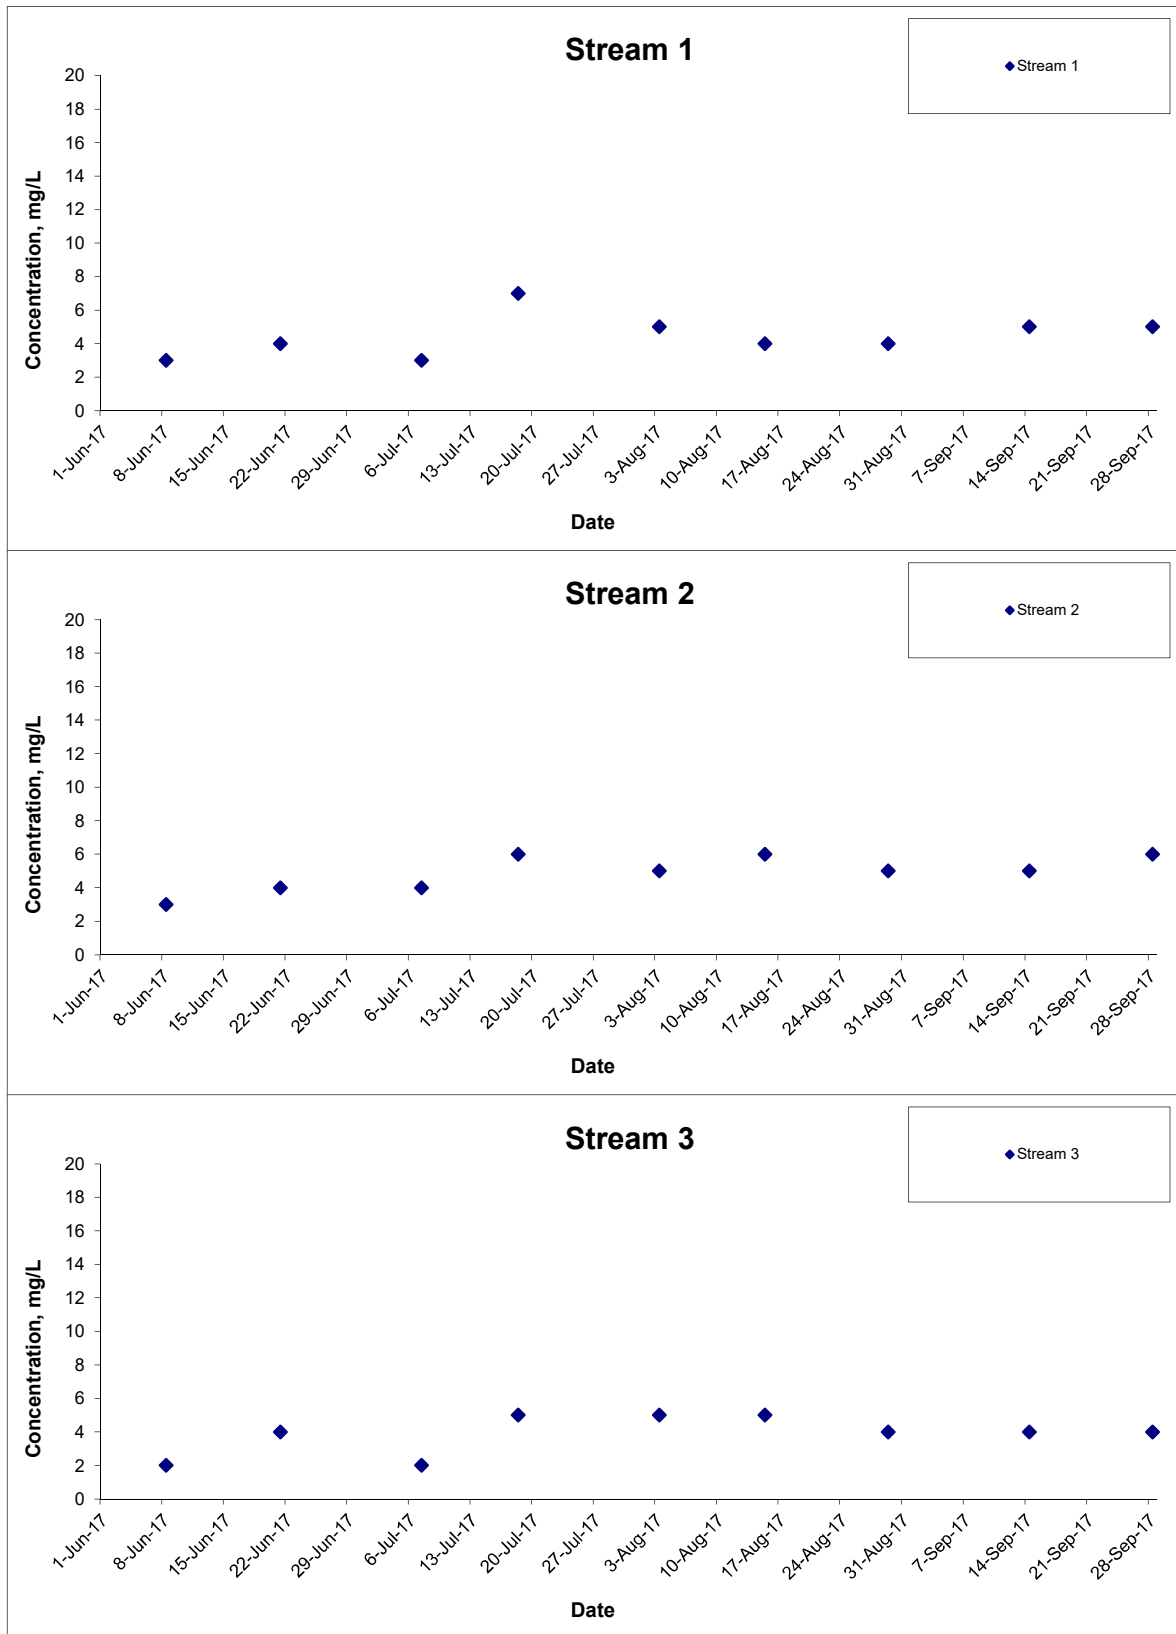 Stream 1
Stream 1
Concentration, mg/L
20
18
16
14
12
10
8
6
4
2
0
1-Jun-17
8-Jun-17
15-Jun-17
22-Jun-17
29-Jun-17
6-Jul-17
13-Jul-17
20-Jul-17
27-Jul-17
3-Aug-17
10-Aug-17
17-Aug-17
24-Aug-17
31-Aug-17
7-Sep-17
14-Sep-17
21-Sep-17
28-Sep-17
Date
Stream 2
Stream 2
Concentration, mg/L
20
18
16
14
12
10
8
6
4
2
0
1-Jun-17
8-Jun-17
15-Jun-17
22-Jun-17
29-Jun-17
6-Jul-17
13-Jul-17
20-Jul-17
27-Jul-17
3-Aug-17
10-Aug-17
17-Aug-17
24-Aug-17
31-Aug-17
7-Sep-17
14-Sep-17
21-Sep-17
28-Sep-17
Date
Stream 3
Stream 3
Concentration, mg/L
20
18
16
14
12
10
8
6
4
2
0
1-Jun-17
8-Jun-17
15-Jun-17
22-Jun-17
29-Jun-17
6-Jul-17
13-Jul-17
20-Jul-17
27-Jul-17
3-Aug-17
10-Aug-17
17-Aug-17
24-Aug-17
31-Aug-17
7-Sep-17
14-Sep-17
21-Sep-17
28-Sep-17
Date